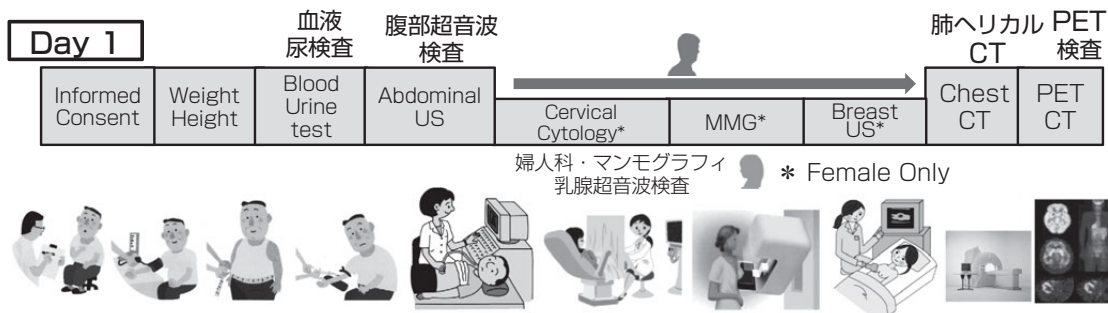 Day 1
血液
尿検査
腹部超音波
検査
肺ヘリカル
CT
PET
検査
Informed
Consent
Weight
Height
Blood
Urine
test
Abdominal
US
Cervical
Cytology*
MMG*
Breast
US*
Chest
CT
PET
CT
婦人科・マンモグラフィ
乳腺超音波検査
* Female Only